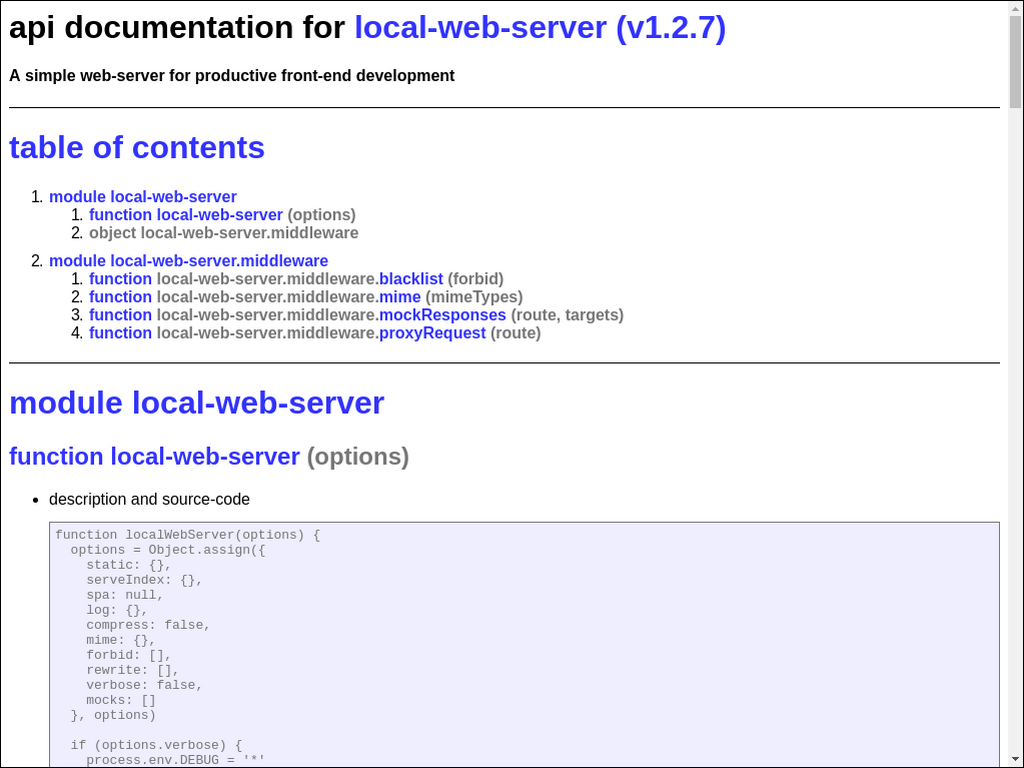 api documentation for local-web-server (v1.2.7)
A simple web-server for productive front-end development
table of contents
1. module local-web-server
1. function local-web-server (options)
2. object local-web-server.middleware
2. module local-web-server.middleware
1. function local-web-server.middleware.blacklist (forbid)
2. function local-web-server.middleware.mime (mimeTypes)
3. function local-web-server.middleware.mockResponses (route, targets)
4. function local-web-server.middleware.proxyRequest (route)
module local-web-server
function local-web-server (options)
• description and source-code
function localWebServer(options) {
  options = Object.assign({
    static: {},
    serveIndex: {},
    spa: null,
    log: {},
    compress: false,
    mime: {},
    forbid: [],
    rewrite: [],
    verbose: false,
    mocks: []
  }, options)
  if (options.verbose) {
    process.env.DEBUG = '*'